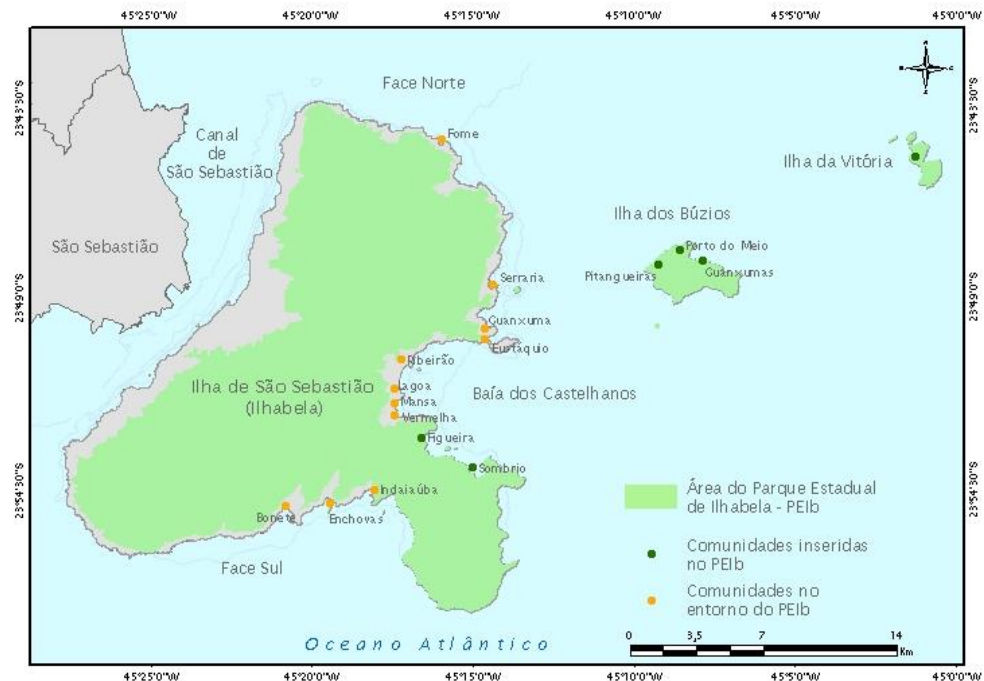 45°25'0"W
45°20'0"W
45°15'0"W
45°10'0"W
45°5'0"W
45°0'0"W
23°43'30"S
23°43'30"S
Face Norte
Fome
Canal
de
São Sebastião
Ilha da Vitória
Ilha dos Búzios
São Sebastião
Porto do Meio
Pitangueiras
Guanxumas
Serraria
23°49'0"S
23°49'0"S
Guanxuma
Eustáquio
Ribeirão
Ilha de São Sebastião
(Ilhabela)
Lagoa
Mansa
Vermelha
Baía dos Castelhanos
Figueira
Sombrio
Indaiaúba
Bonete
Enchovas
23°54'30"S
23°54'30"S
Área do Parque Estadual
de Ilhabela - PEIb
Comunidades inseridas
no PEIb
Comunidades no
entorno do PEIb
Face Sul
Oceano Atlântico
0 3,5 7 14
Km
45°25'0"W
45°20'0"W
45°15'0"W
45°10'0"W
45°5'0"W
45°0'0"W